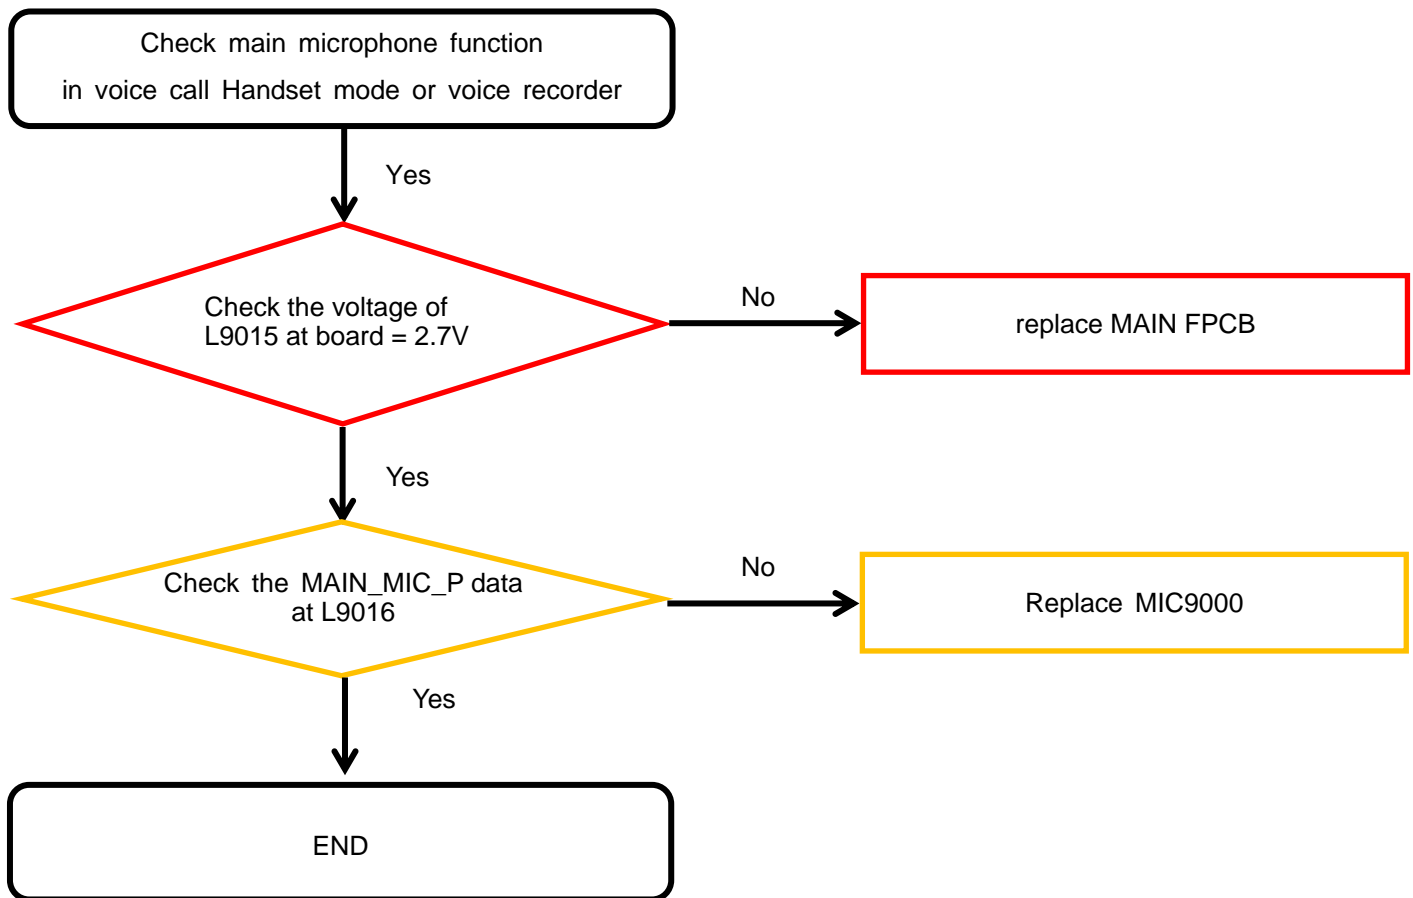 Check main microphone function
in voice call Handset mode or voice recorder
Yes
Check the voltage of
L9015 at board = 2.7V
No
replace MAIN FPCB
Yes
Check the MAIN_MIC_P data
at L9016
No
Replace MIC9000
Yes
END